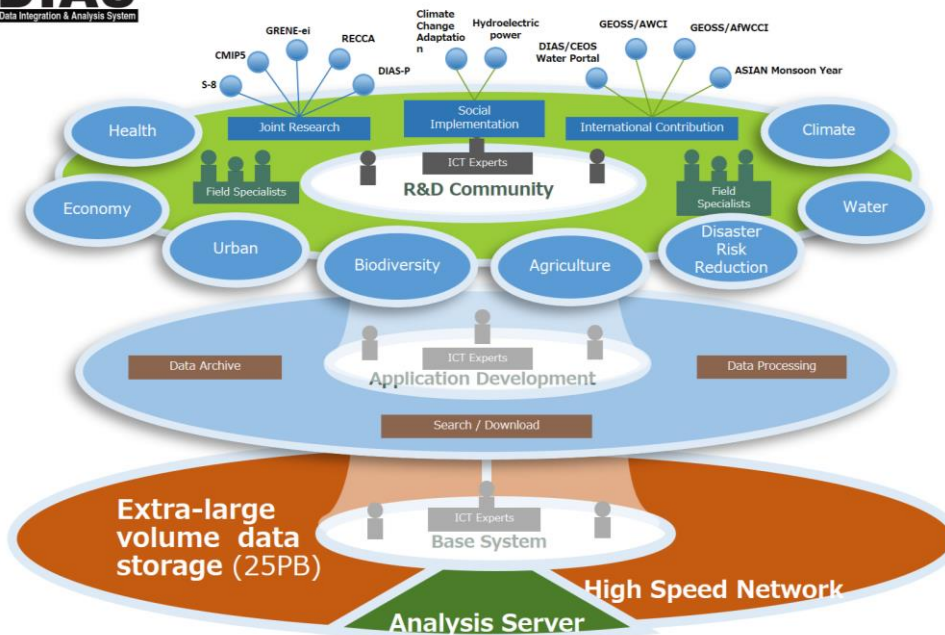 DIAS
Data Integration & Analysis System
GRENE-ei
CMIP5
RECCA
S-8
DIAS-P
Climate
Change
Adaptatio
n
Hydroelectric
power
DIAS/CEOS
Water Portal
GEOSS/AWCI
GEOSS/AfWCCI
ASIAN Monsoon Year
Health
Joint Research
Social
Implementation
International Contribution
Climate
ICT Experts
R&D Community
Field Specialists
Field
Specialists
Economy
Water
Urban
Biodiversity
Agriculture
Disaster
Risk
Reduction
ICT Experts
Data Archive
Application Development
Data Processing
Search / Download
Extra-large
volume data
storage (25PB)
ICT Experts
Base System
High Speed Network
Analysis Server